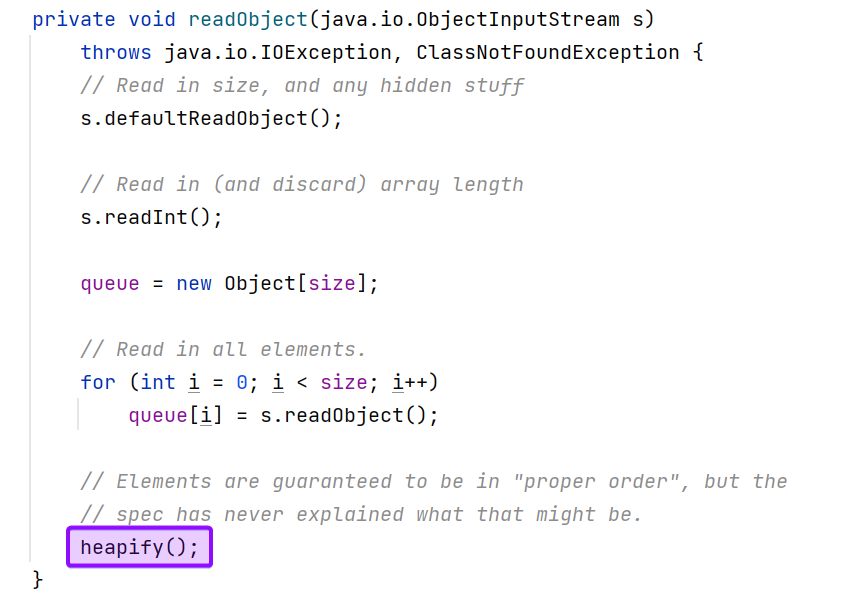 private void readObject(java.io.ObjectInputStream s)
throws java.io.IOException, ClassNotFoundException {
// Read in size, and any hidden stuff
s.defaultReadObject();
// Read in (and discard) array length
s.readInt();
queue = new Object[size];
// Read in all elements.
for (int i = 0; i < size; i++)
queue[i] = s.readObject();
// Elements are guaranteed to be in "proper order", but the
// spec has never explained what that might be.
heapify();
}